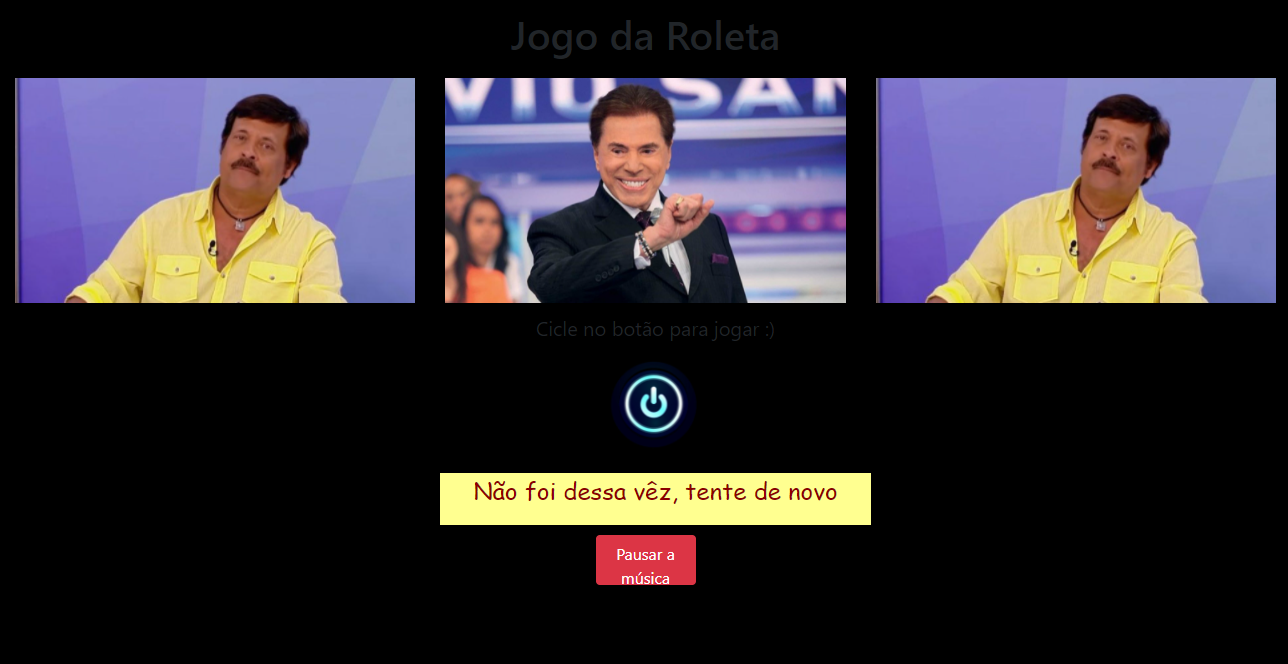 Jogo da Roleta
VIO SAN
Cicle no botão para jogar :)
Não foi dessa vêz, tente de novo
Pausar a
música